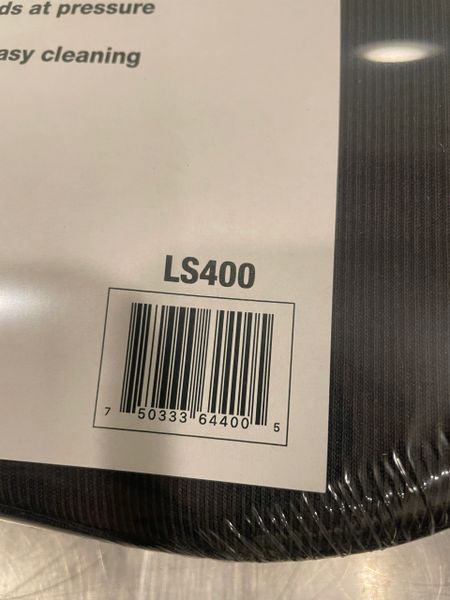 ds at pressure
asy cleaning
LS400
7 50333 64400 5